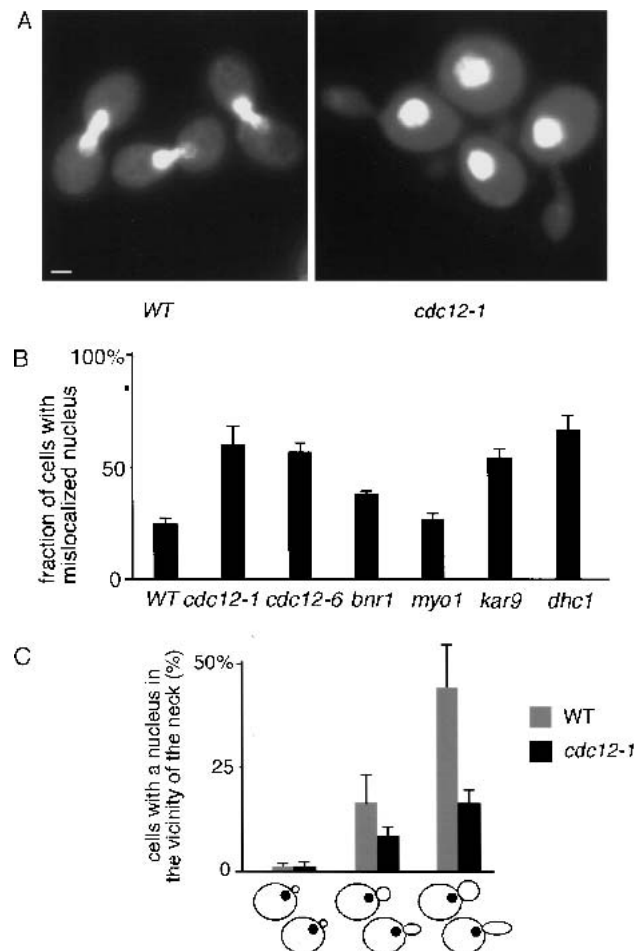 A
WT
cdc12-1
B
100%
50
0
fraction of cells with
mislocalized nucleus
WT cdc12-1 cdc12-6 bnr1 myo1 kar9 dhc1
C
50%
25
0
cells with a nucleus in
the vicinity of the neck (%)
WT
cdc12-1